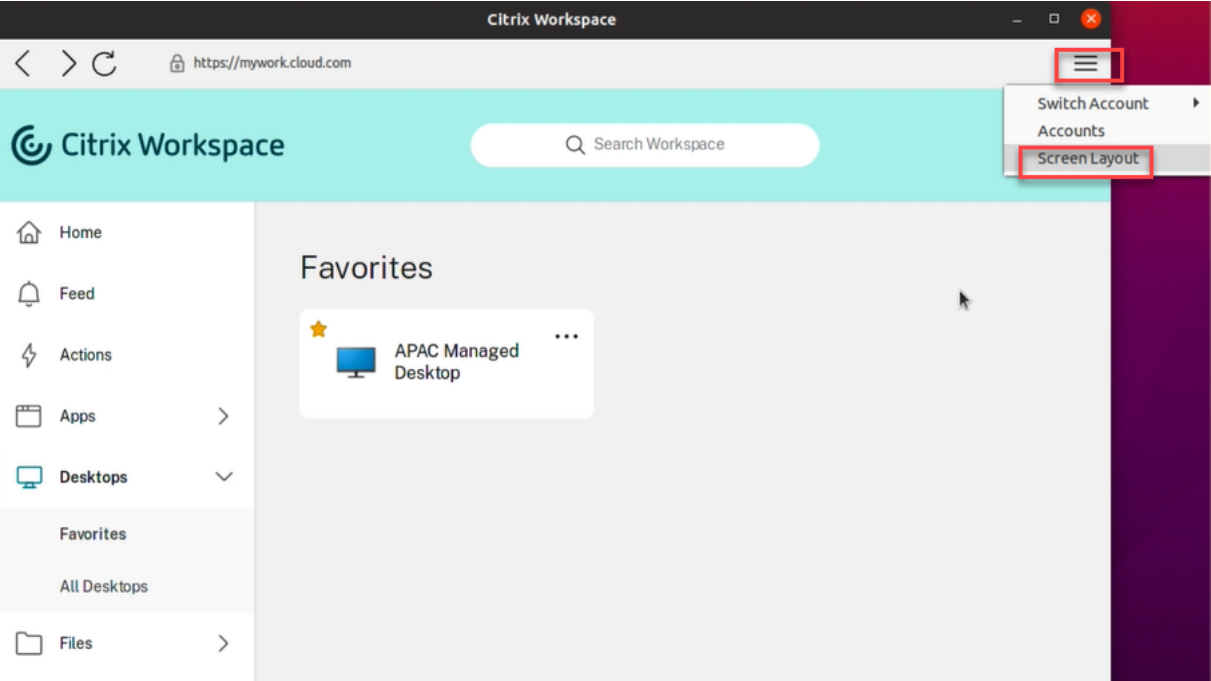 Citrix Workspace
https://mywork.cloud.com
Switch Account
Accounts
Screen Layout
Citrix Workspace
Search Workspace
Home
Feed
Actions
Apps
Desktops
Favorites
All Desktops
Files
Favorites
APAC Managed
Desktop